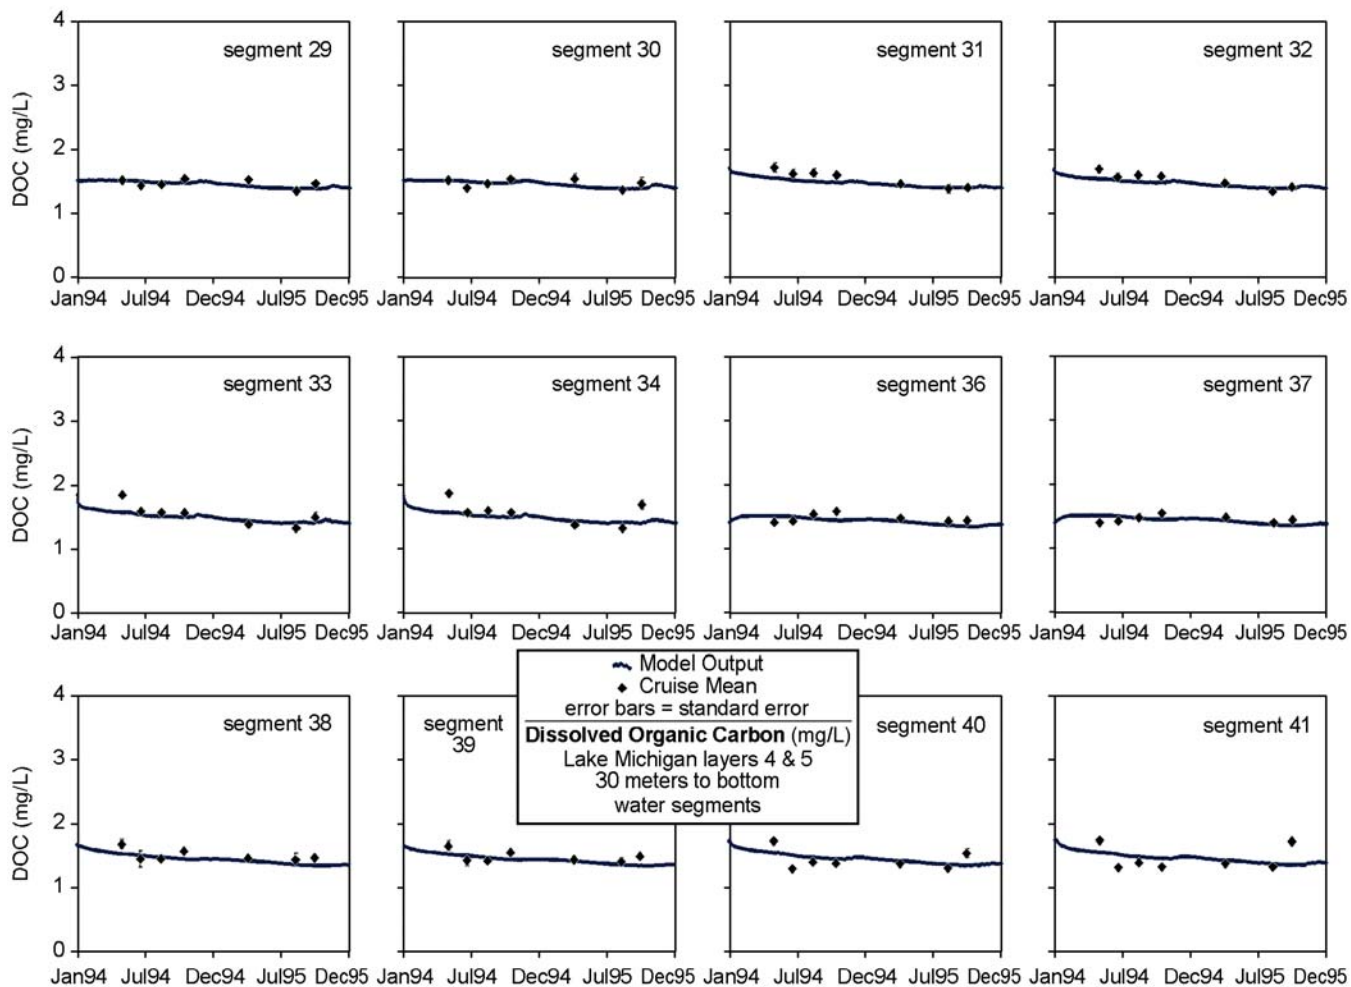 4
segment 29
segment 30
segment 31
segment 32
3
DOC (mg/L)
2
1
0
Jan94 Jul94 Dec94 Jul95 Dec95
Jan94 Jul94 Dec94 Jul95 Dec95
Jan94 Jul94 Dec94 Jul95 Dec95
Jan94 Jul94 Dec94 Jul95 Dec95
4
segment 33
segment 34
segment 36
segment 37
3
DOC (mg/L)
2
1
0
Jan94 Jul94 Dec94 Jul95 Dec95
Jan94 Jul94 Dec94 Jul95 Dec95
Jan94 Jul94 Dec94 Jul95 Dec95
Jan94 Jul94 Dec94 Jul95 Dec95
Model Output
Cruise Mean
error bars = standard error
Dissolved Organic Carbon (mg/L)
Lake Michigan layers 4 & 5
30 meters to bottom
water segments
4
segment 38
segment
39
segment 40
segment 41
3
DOC (mg/L)
2
1
0
Jan94 Jul94 Dec94 Jul95 Dec95
Jan94 Jul94 Dec94 Jul95 Dec95
Jan94 Jul94 Dec94 Jul95 Dec95
Jan94 Jul94 Dec94 Jul95 Dec95